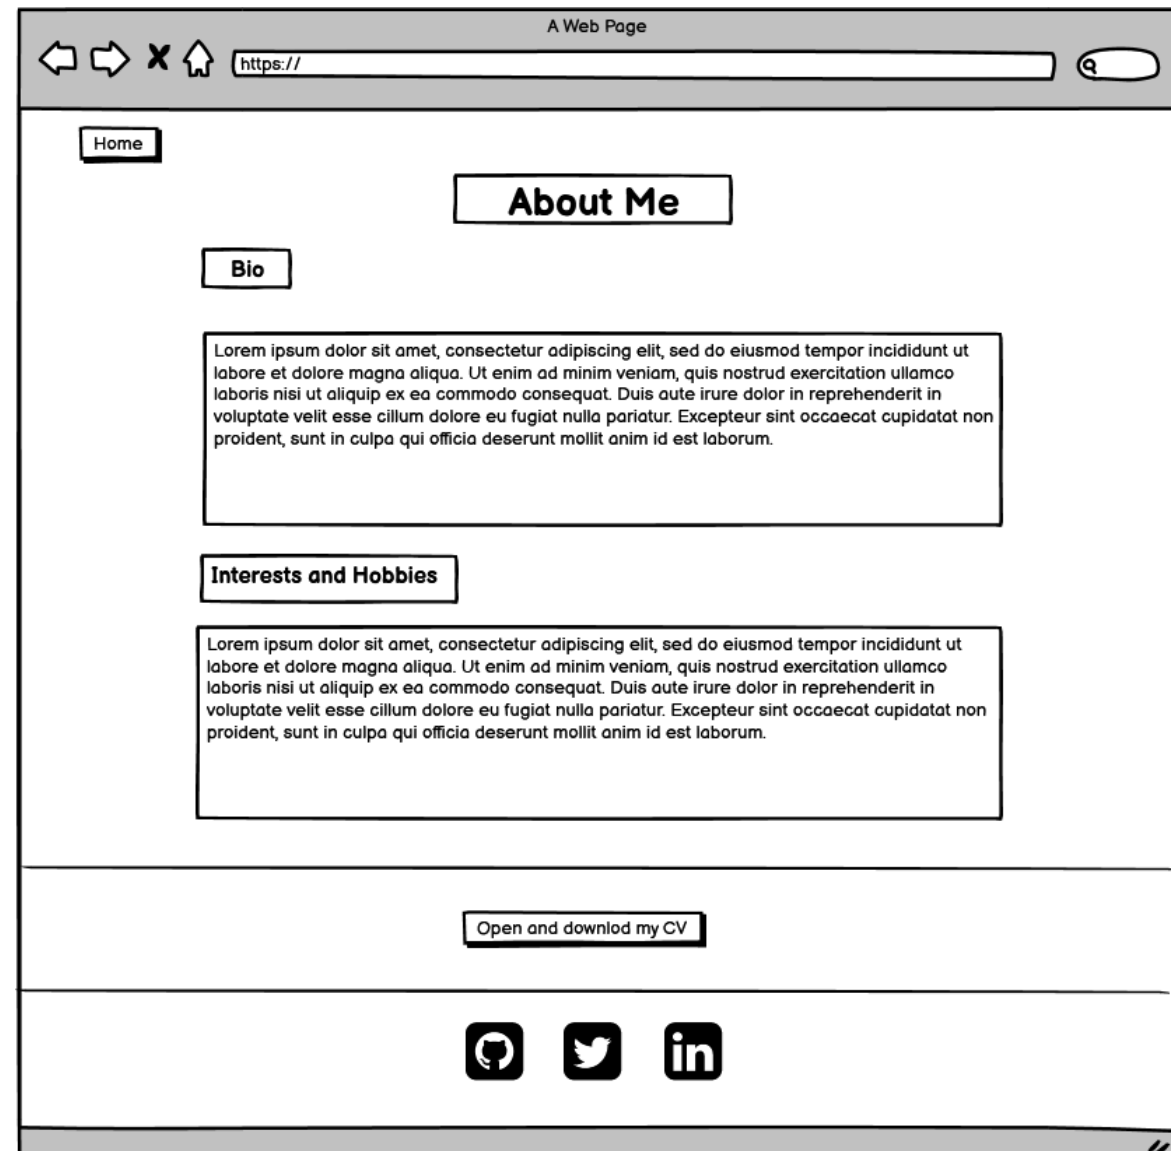 A Web Page
https://
Home
About Me
Bio
Lorem ipsum dolor sit amet, consectetur adipiscing elit, sed do eiusmod tempor incididunt ut
labore et dolore magna aliqua. Ut enim ad minim veniam, quis nostrud exercitation ullamco
laboris nisi ut aliquip ex ea commodo consequat. Duis aute irure dolor in reprehenderit in
voluptate velit esse cillum dolore eu fugiat nulla pariatur. Excepteur sint occaecat cupidatat non
proident, sunt in culpa qui officia deserunt mollit anim id est laborum.
Interests and Hobbies
Lorem ipsum dolor sit amet, consectetur adipiscing elit, sed do eiusmod tempor incididunt ut
labore et dolore magna aliqua. Ut enim ad minim veniam, quis nostrud exercitation ullamco
laboris nisi ut aliquip ex ea commodo consequat. Duis aute irure dolor in reprehenderit in
voluptate velit esse cillum dolore eu fugiat nulla pariatur. Excepteur sint occaecat cupidatat non
proident, sunt in culpa qui officia deserunt mollit anim id est laborum.
Open and downlod my CV
in